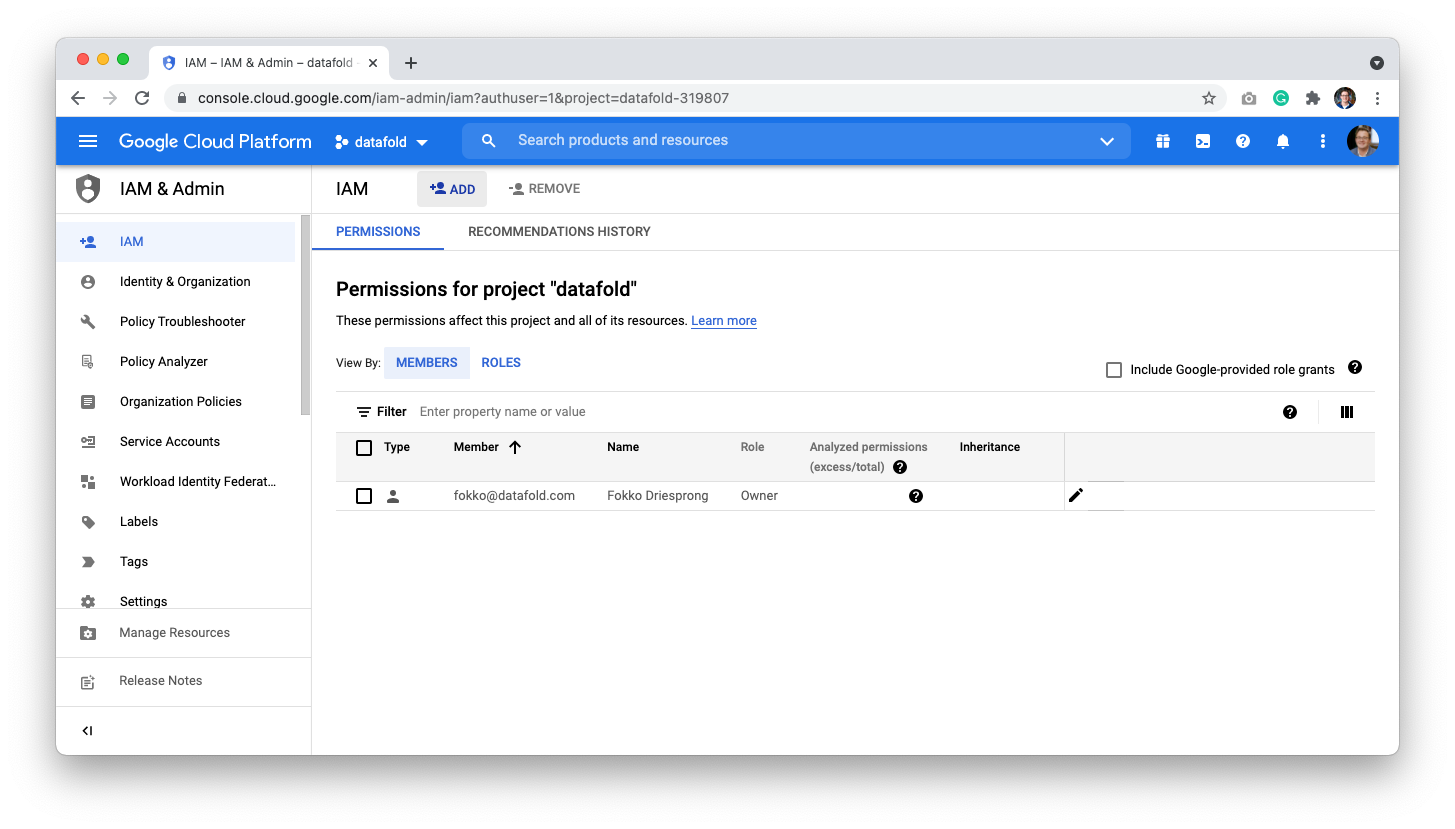 IAM – IAM & Admin – datafold -
console.cloud.google.com/iam-admin/iam?authuser=1&project=datafold-319807
Google Cloud Platform
datafold
Search products and resources
IAM & Admin
IAM
ADD
REMOVE
IAM
Identity & Organization
Policy Troubleshooter
Policy Analyzer
Organization Policies
Service Accounts
Workload Identity Federat...
Labels
Tags
Settings
Manage Resources
Release Notes
PERMISSIONS
RECOMMENDATIONS HISTORY
Permissions for project "datafold"
These permissions affect this project and all of its resources. Learn more
View By: MEMBERS ROLES
Include Google-provided role grants
Filter Enter property name or value
Type Member Name Role Analyzed permissions Inheritance
(excess/total)
fokko@datafold.com Fokko Driesprong Owner